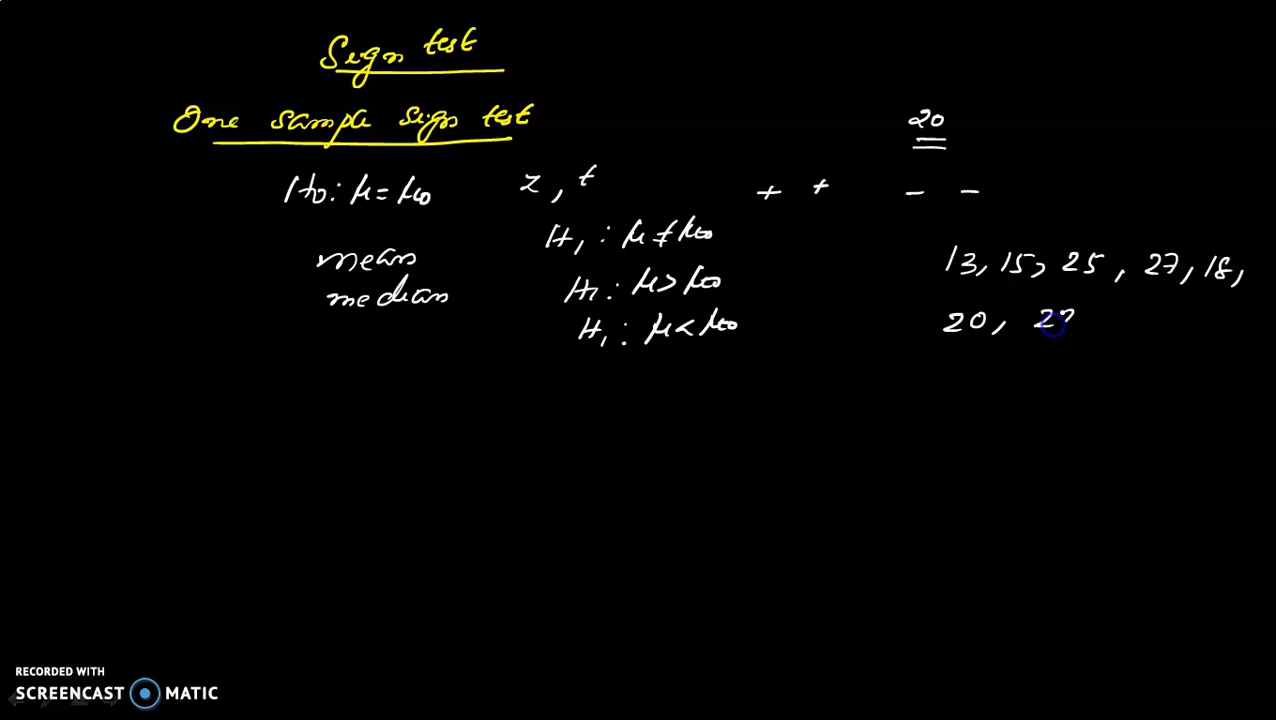 Sign test
One sample sign test
20
H0: μ = μ0 z, t + + - -
H1: μ ≠ μ0
mean
13, 15, 25, 27, 18,
H1: μ > μ0
median
20,
H1: μ < μ0
RECORDED WITH
SCREENCAST MATIC